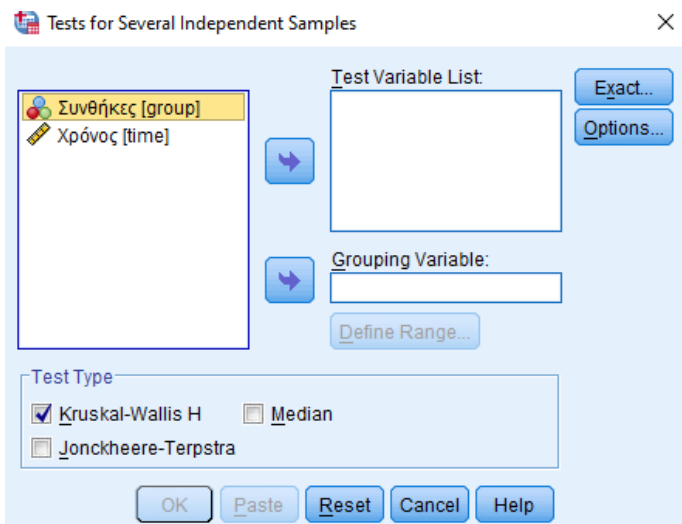 Tests for Several Independent Samples
Συνθήκες [group]
Χρόνος [time]
Test Variable List:
Exact...
Options...
Grouping Variable:
Define Range...
Test Type
Kruskal-Wallis H
Median
Jonckheere-Terpstra
OK
Paste
Reset
Cancel
Help